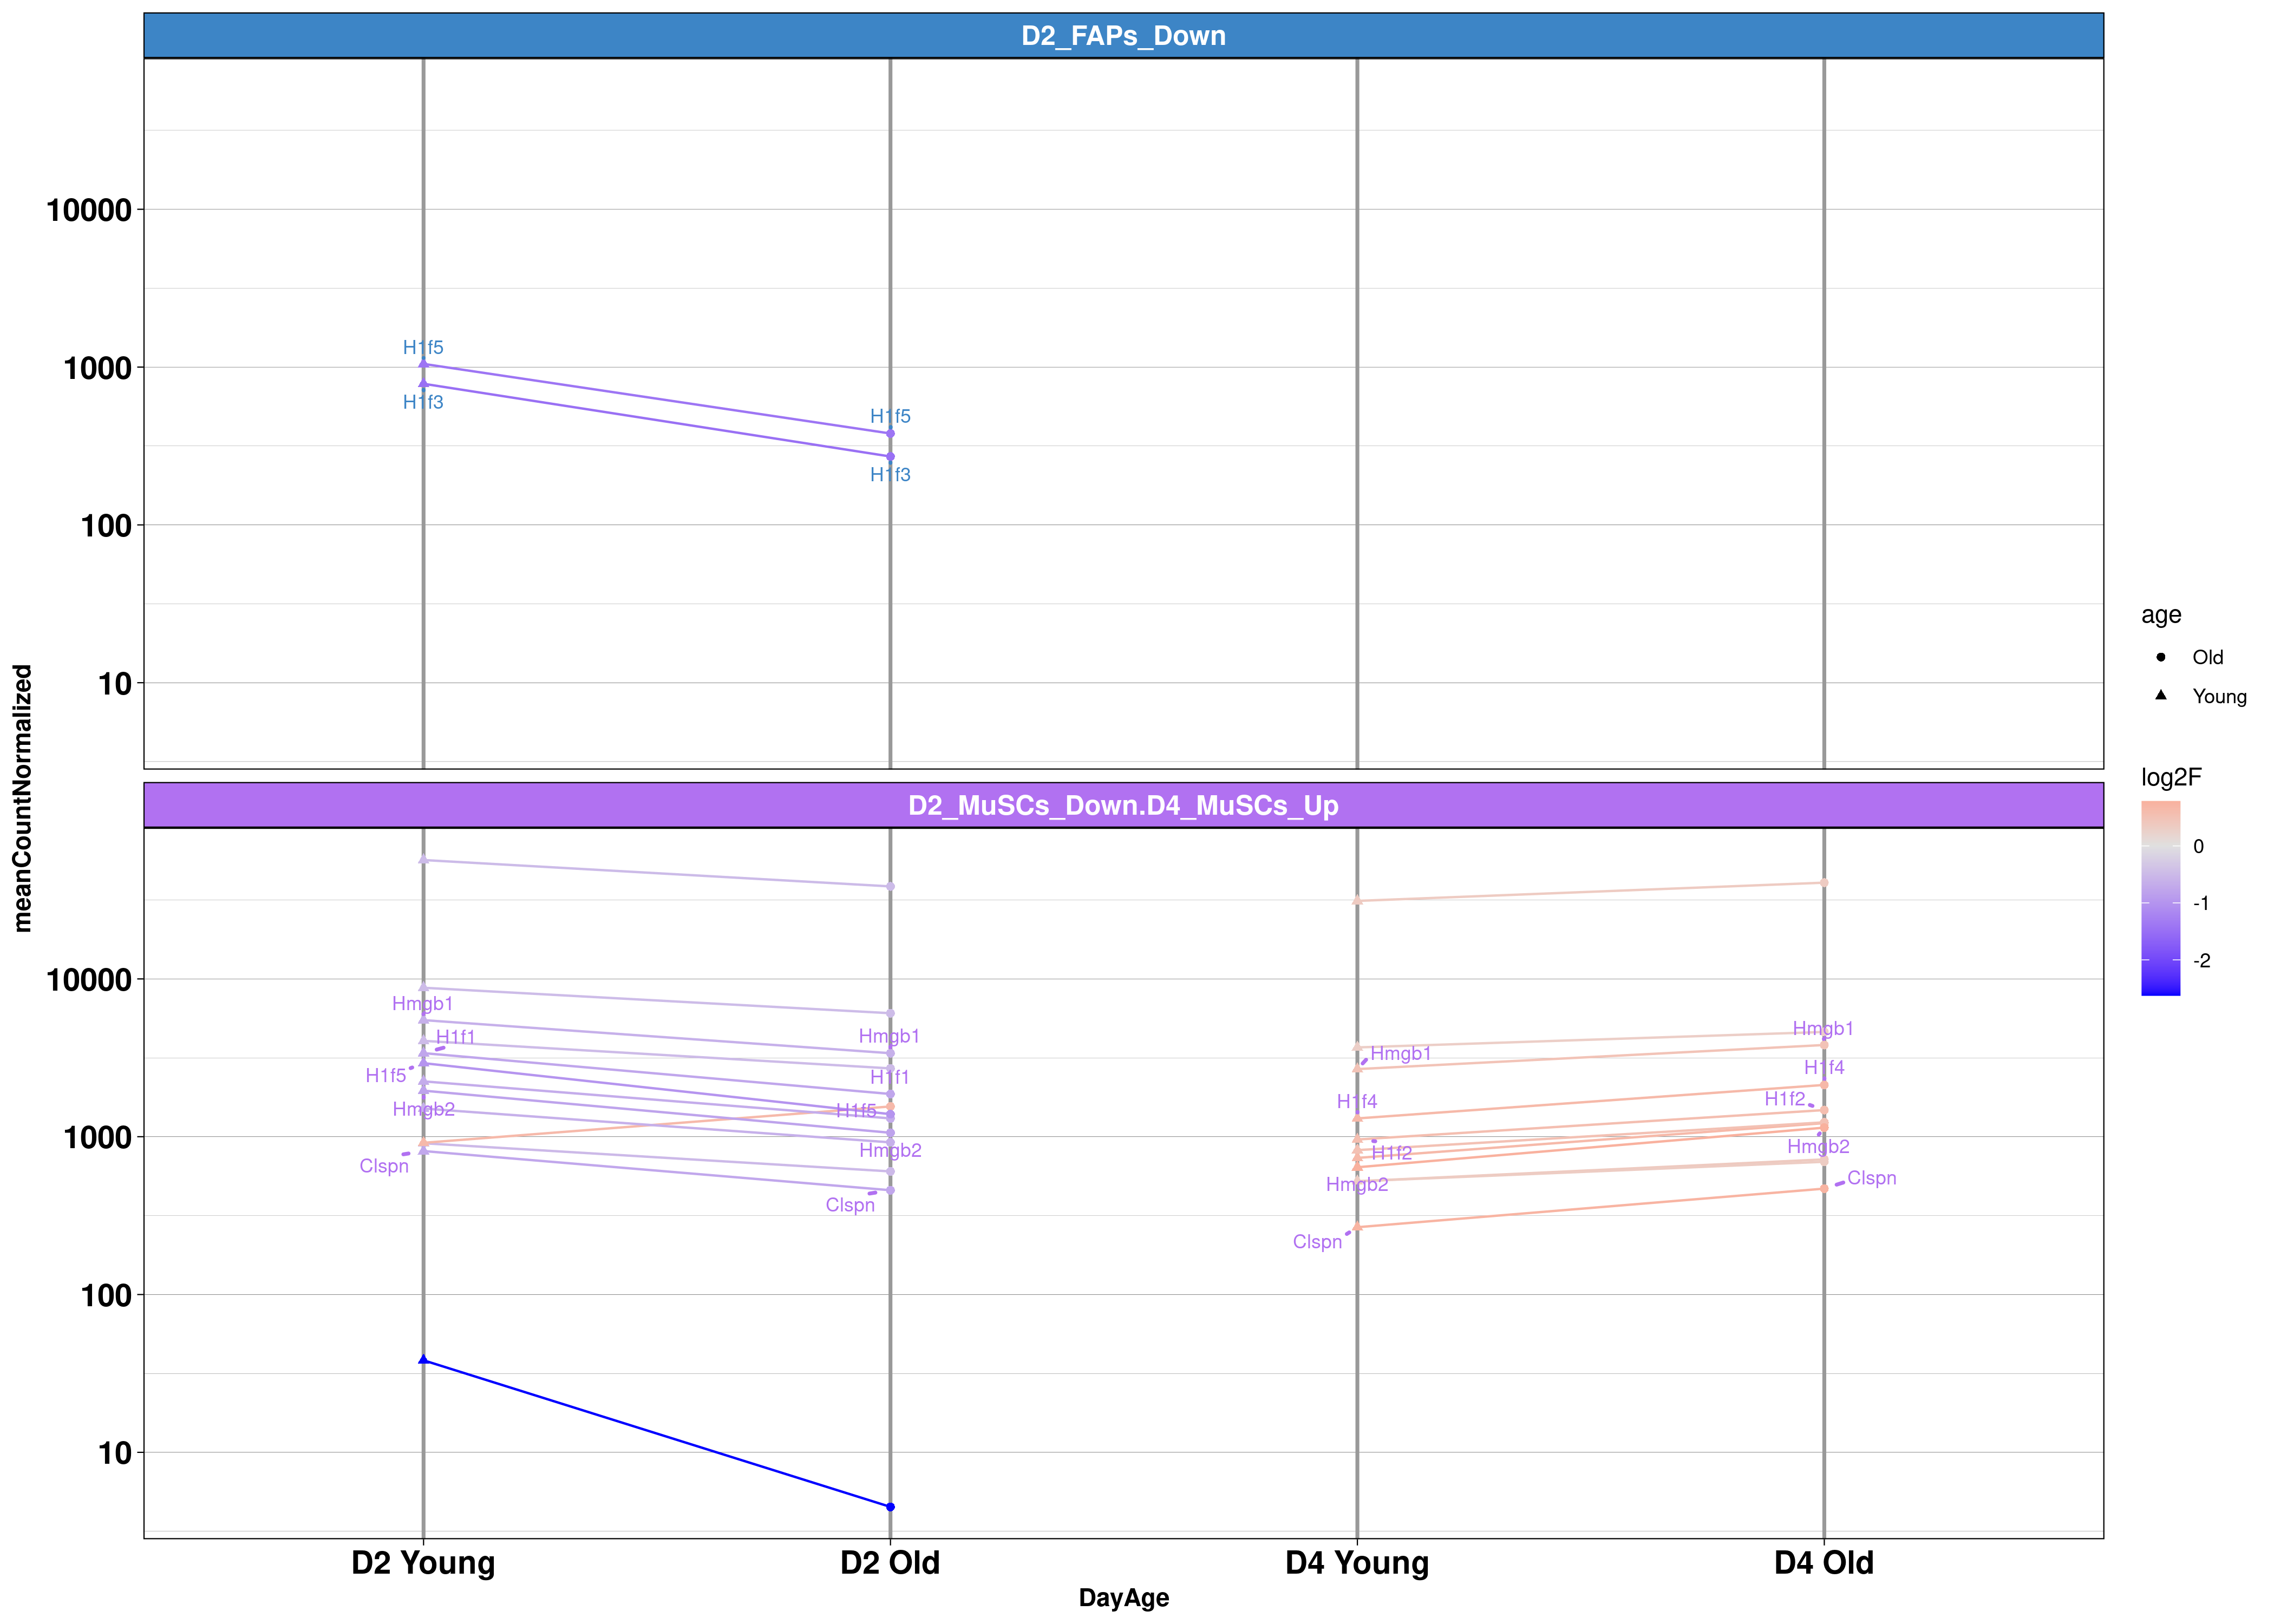 D2_FAPs_Down
10000
1000
100
10
H1f5
H1f3
H1f5
H1f3
meanCountNormalized
D2_MuSCs_Down.D4_MuSCs_Up
10000
1000
100
10
Hmgb1
H1f1
H1f5
Hmgb2
Clspn
Hmgb1
H1f1
H1f5
Hmgb2
Clspn
Hmgb1
H1f4
H1f2
Hmgb2
Clspn
Hmgb1
H1f4
H1f2
Hmgb2
Clspn
D2 Young
D2 Old
D4 Young
D4 Old
DayAge
age
Old
Young
log2F
0
-1
-2